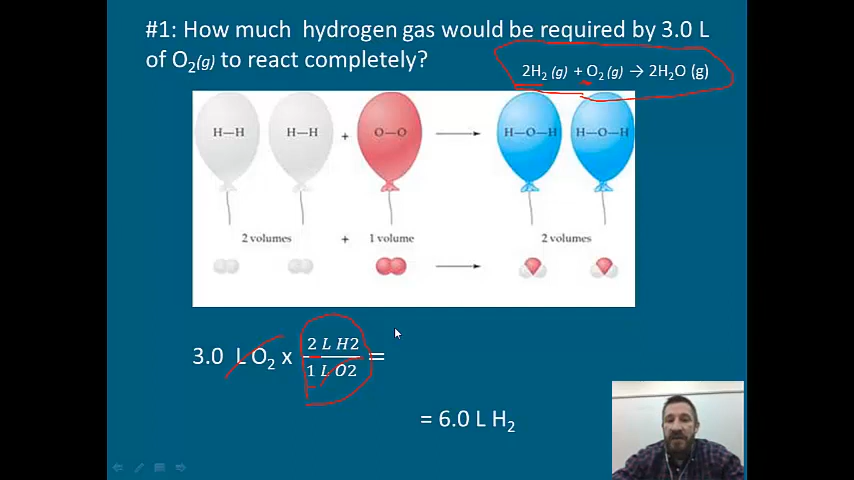 #1: How much hydrogen gas would be required by 3.0 L
of O₂(g) to react completely?
2H₂ (g) + O₂ (g) → 2H₂O (g)
H—H H—H + O—O → H—O—H H—O—H
2 volumes + 1 volume → 2 volumes
3.0 L O₂ x 2 L H2 / 1 L O2 =
= 6.0 L H₂